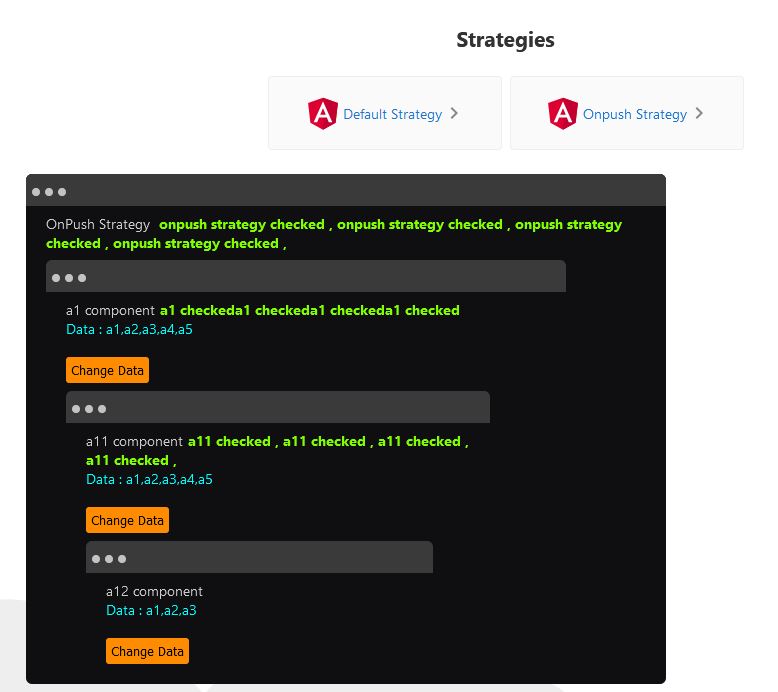 Strategies
Default Strategy
Onpush Strategy
OnPush Strategy onpush strategy checked , onpush strategy checked , onpush strategy
checked , onpush strategy checked ,
a1 component a1 checkeda1 checkeda1 checkeda1 checked
Data : a1,a2,a3,a4,a5
Change Data
a11 component a11 checked , a11 checked , a11 checked ,
a11 checked ,
Data : a1,a2,a3,a4,a5
Change Data
a12 component
Data : a1,a2,a3
Change Data